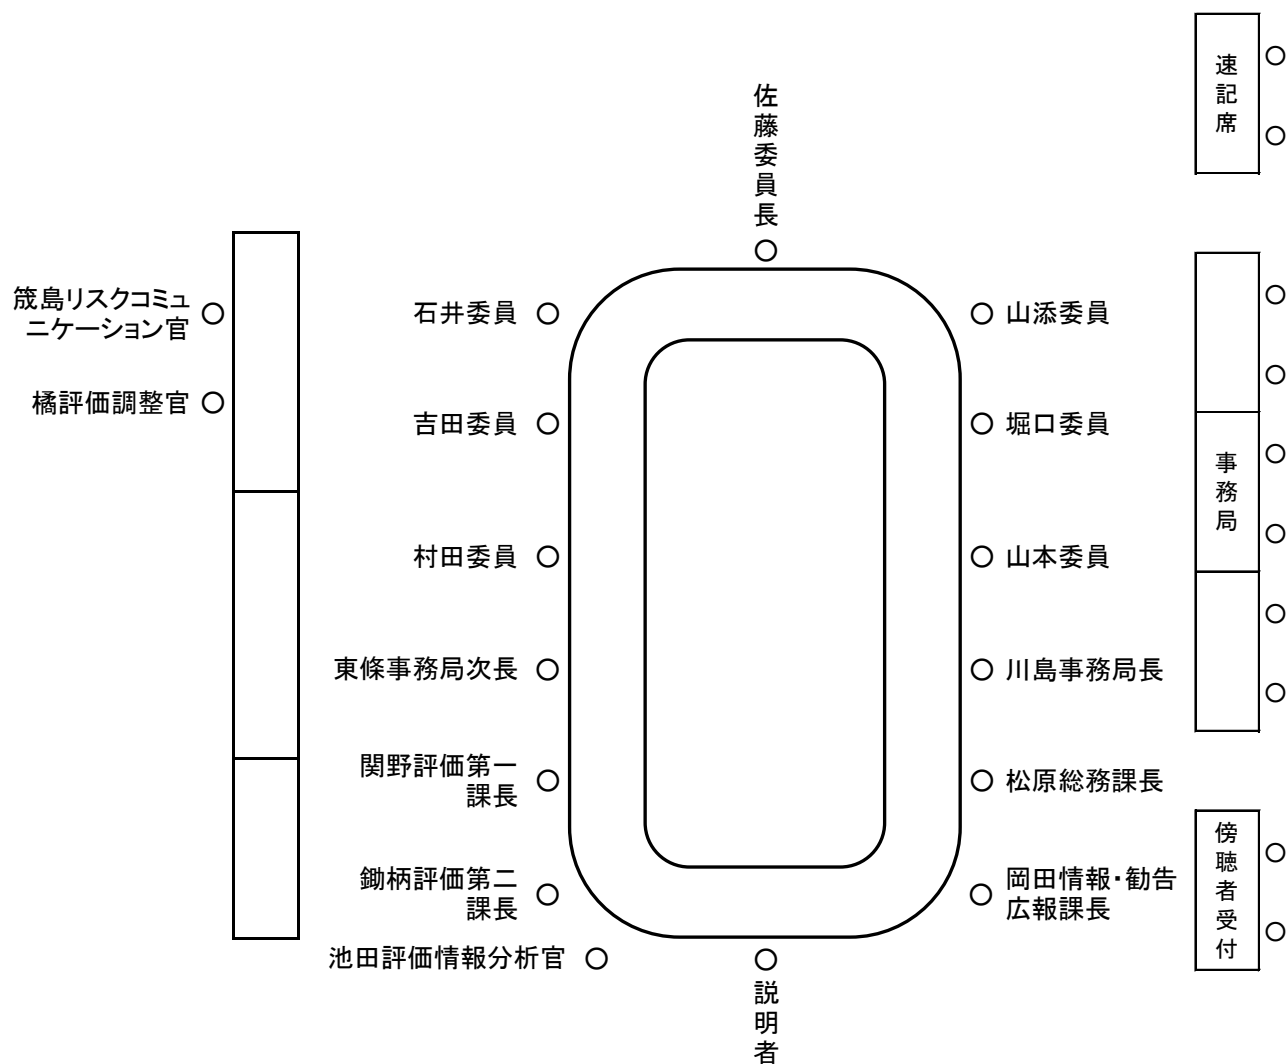 速記席
佐藤委員長
筬島リスクコミュ
ニケーション官
橘評価調整官
石井委員
山添委員
吉田委員
堀口委員
事務局
村田委員
山本委員
東條事務局次長
川島事務局長
関野評価第一
課長
松原総務課長
鋤柄評価第二
課長
岡田情報・勧告
広報課長
傍聴者受付
池田評価情報分析官
説明者